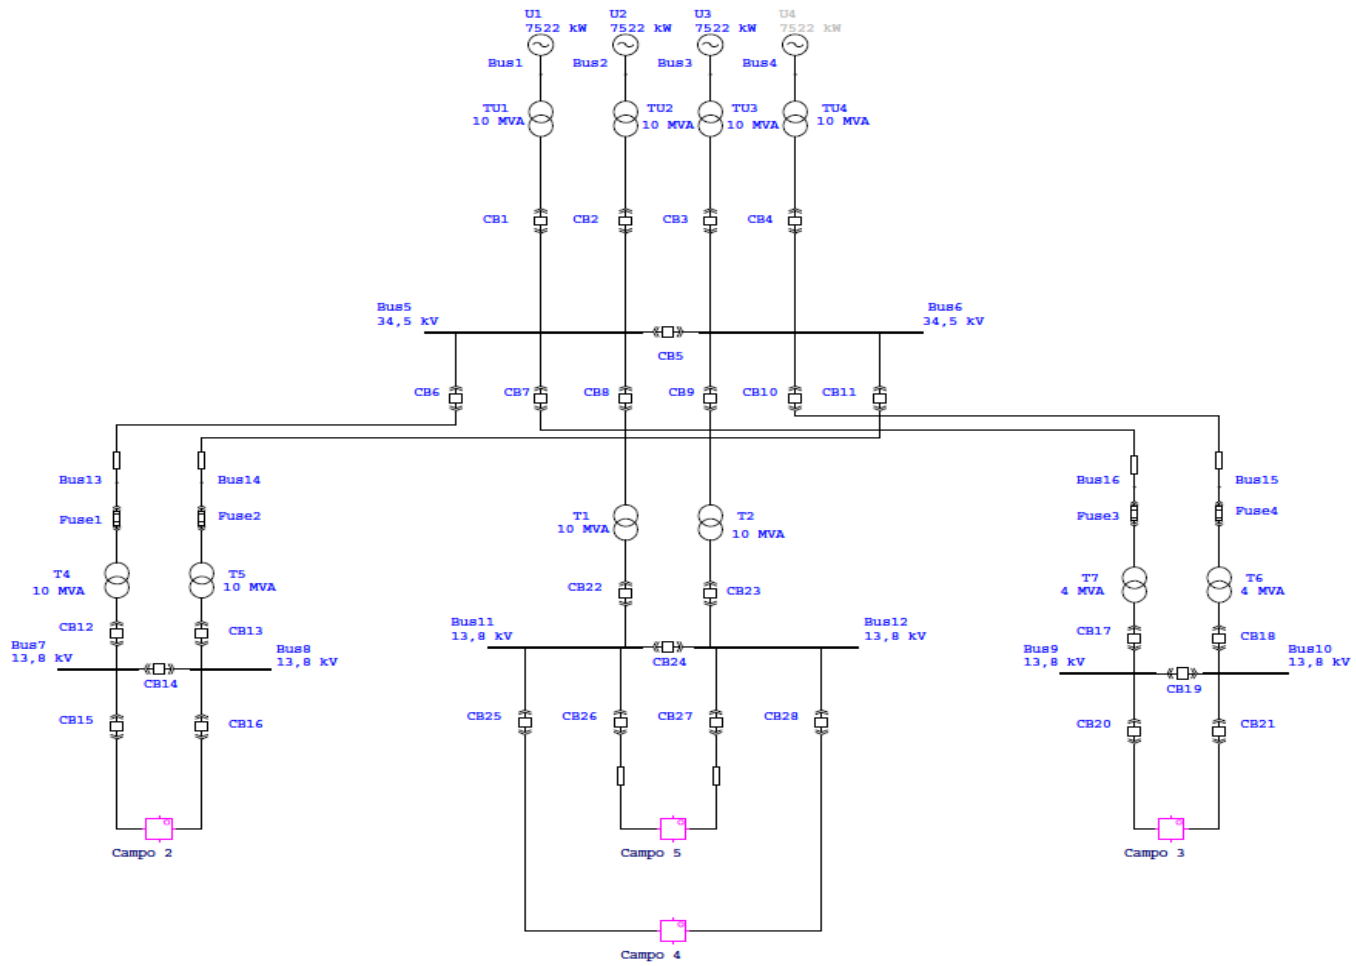 U1 U2 U3 U4
7522 kW 7522 kW 7522 kW 7522 kW
Bus1 Bus2 Bus3 Bus4
TU1 TU2 TU3 TU4
10 MVA 10 MVA 10 MVA 10 MVA
CB1 CB2 CB3 CB4
Bus5 Bus6
34,5 kV 34,5 kV
CB5
CB6 CB7 CB8 CB9 CB10 CB11
Bus13 Bus14 Bus16 Bus15
Fuse1 Fuse2 Fuse3 Fuse4
T1 T2
10 MVA 10 MVA
T4 T5 T7 T6
10 MVA 10 MVA 4 MVA 4 MVA
CB22 CB23
CB12 CB13 CB17 CB18
Bus11 Bus12
13,8 kV 13,8 kV
CB24
Bus7 Bus8 Bus9 Bus10
13,8 kV 13,8 kV 13,8 kV 13,8 kV
CB14 CB19
CB15 CB16 CB25 CB26 CB27 CB28 CB20 CB21
Campo 2 Campo 5 Campo 3
Campo 4